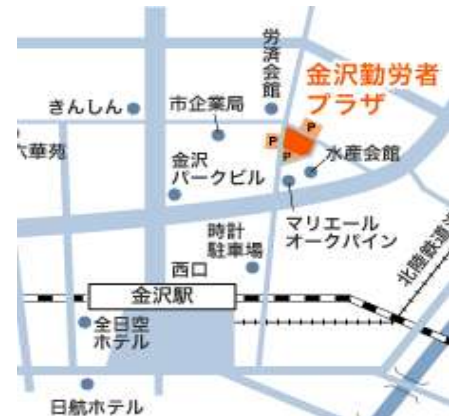 労済会館
金沢勤労者
プラザ
きんしん
市企業局
P
P
P
六華苑
金沢
パークビル
水産会館
マリエール
オークパイン
時計
駐車場
西口
北陸鉄道
金沢駅
全日空
ホテル
日航ホテル